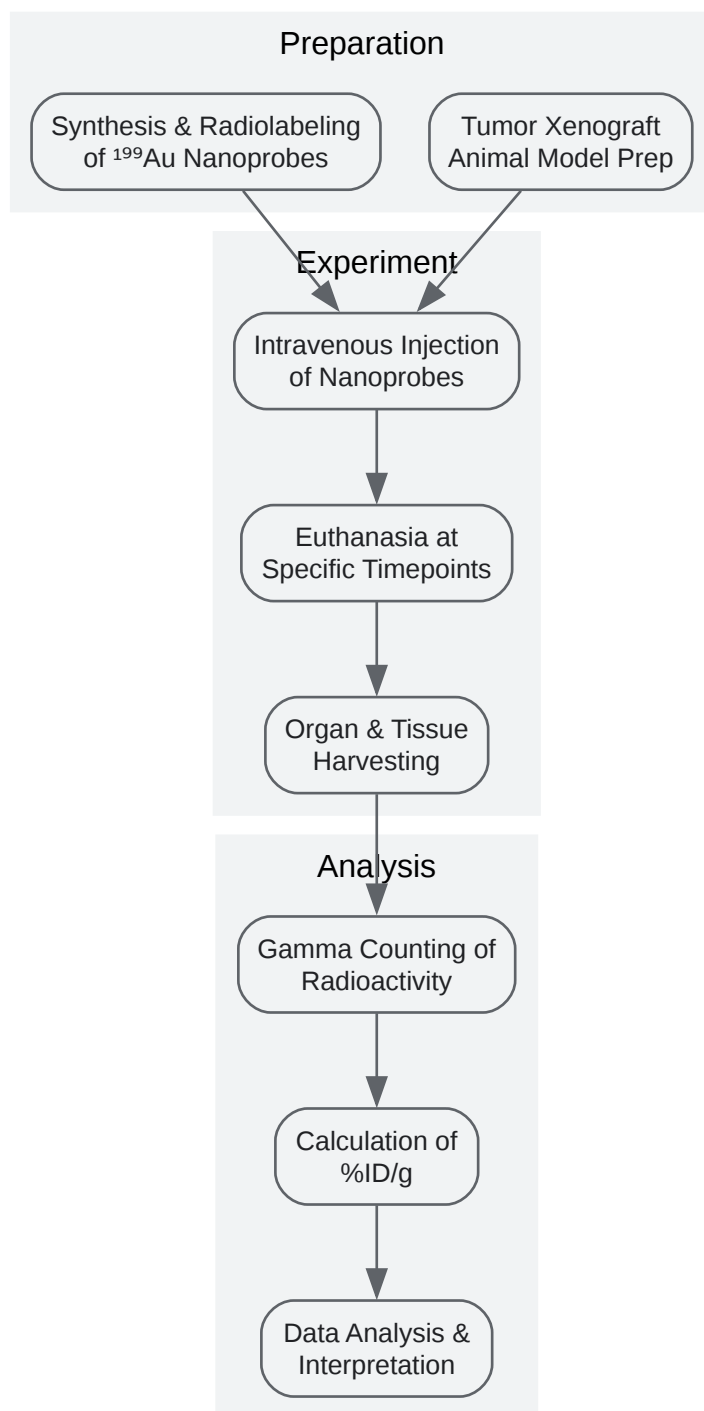 Preparation
Synthesis & Radiolabeling
of ¹⁹⁹Au Nanoprobes
Tumor Xenograft
Animal Model Prep
Experiment
Intravenous Injection
of Nanoprobes
Euthanasia at
Specific Timepoints
Organ & Tissue
Harvesting
Analysis
Gamma Counting of
Radioactivity
Calculation of
%ID/g
Data Analysis &
Interpretation